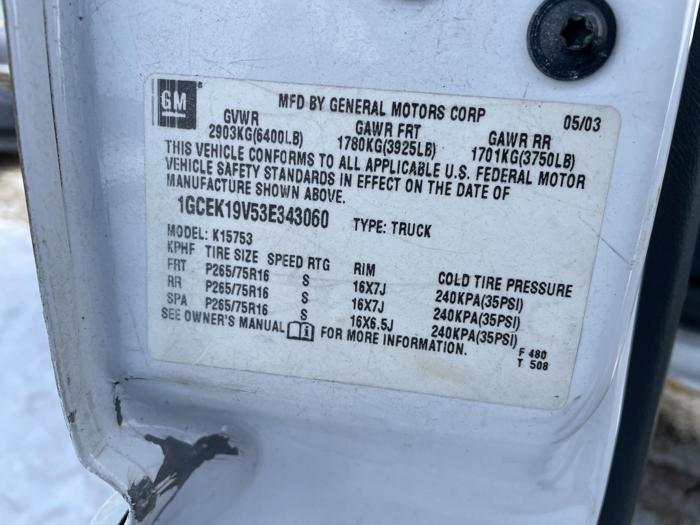 GM
MFD BY GENERAL MOTORS CORP 05/03
GVWR GAWR FRT GAWR RR
2903KG(6400LB) 1780KG(3925LB) 1701KG(3750LB)
THIS VEHICLE CONFORMS TO ALL APPLICABLE U.S. FEDERAL MOTOR
VEHICLE SAFETY STANDARDS IN EFFECT ON THE DATE OF
MANUFACTURE SHOWN ABOVE.
1GCEK19V53E343060 TYPE: TRUCK
MODEL: K15753
KPHF TIRE SIZE SPEED RTG RIM COLD TIRE PRESSURE
FRT P265/75R16 S 16X7J 240KPA(35PSI)
RR P265/75R16 S 16X7J 240KPA(35PSI)
SPA P265/75R16 S 16X6.5J 240KPA(35PSI)
SEE OWNER'S MANUAL FOR MORE INFORMATION.
F 480
T 508